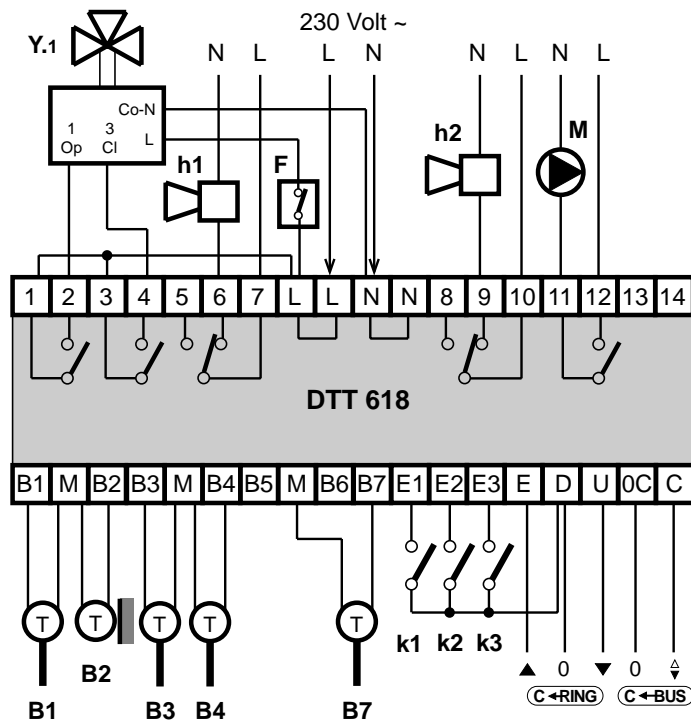 230 Volt ~
Y.1
N L L N N L N L
Co-N
1 3 L
Op Cl
h1 F h2 M
1 2 3 4 5 6 7 L L N N 8 9 10 11 12 13 14
DTT 618
B1 M B2 B3 M B4 B5 M B6 B7 E1 E2 E3 E D U 0C C
T T T T T
B2 k1 k2 k3
0 0
C RING C BUS
B1 B3 B4 B7